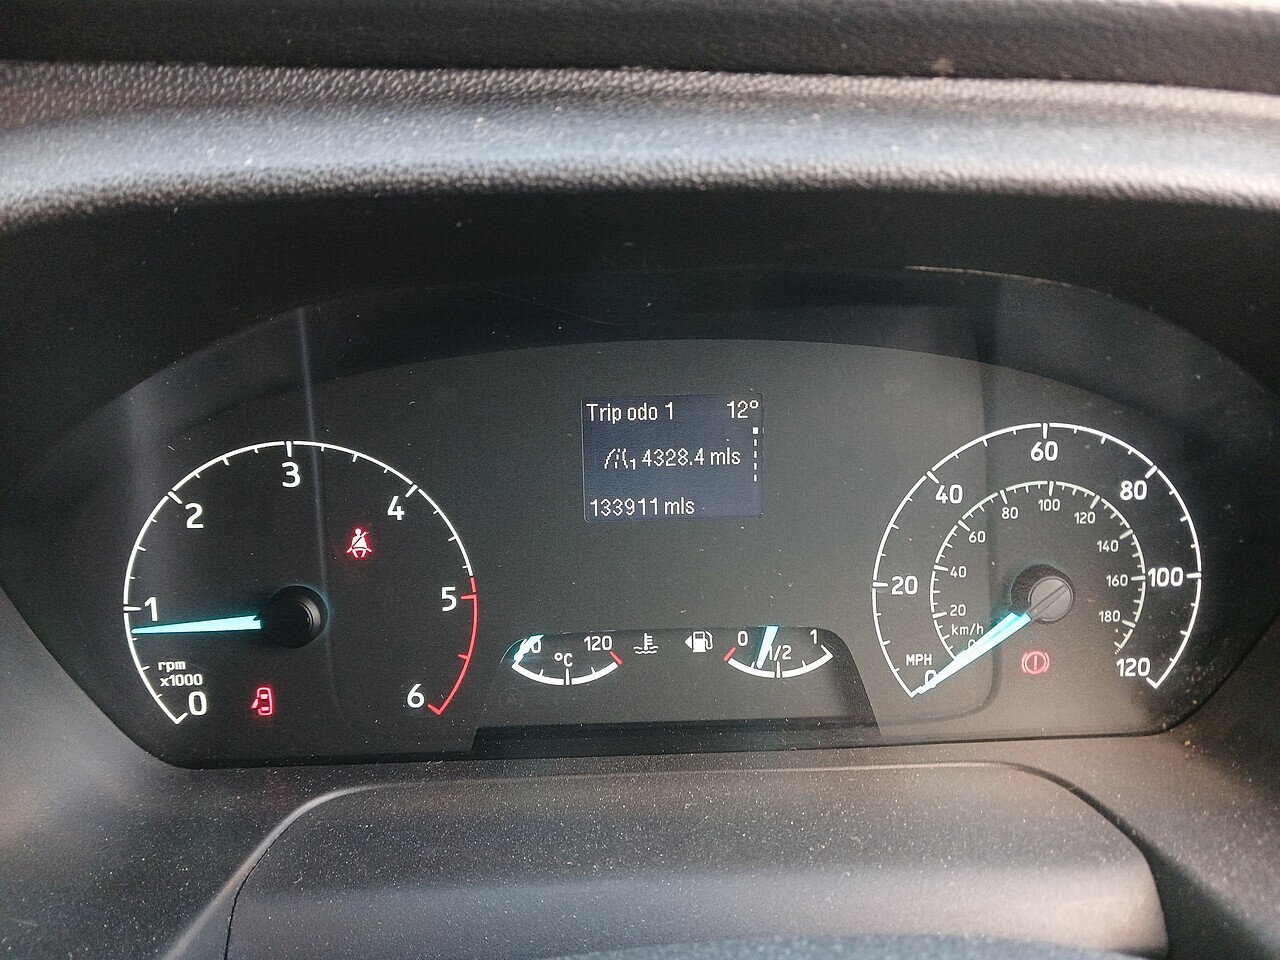 Trip odo 1 12°
1 4328.4 mls
133911 mls
0 1 2 3 4 5 6
rpm
x1000
120
°C
0 1/2 1
0 20 40 60 80 100 120
MPH
20 40 60 80 100 120 140 160 180
km/h